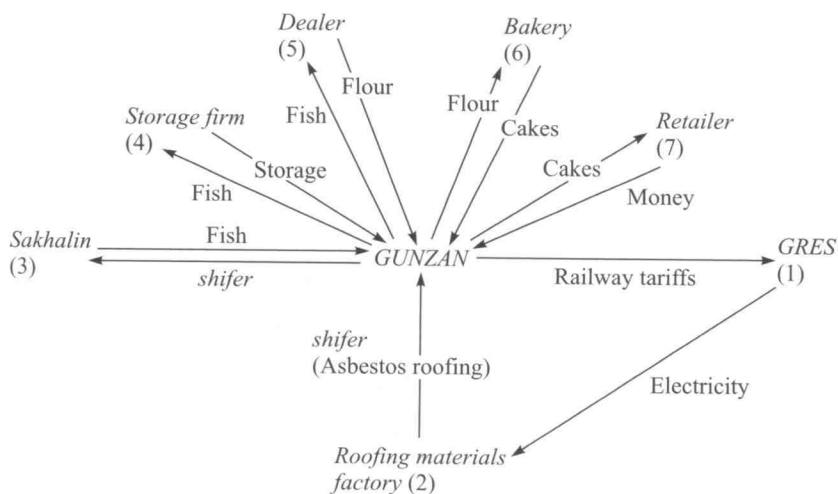 Dealer
(5)
Bakery
(6)
Flour
Fish
Flour
Cakes
Storage firm
(4)
Retailer
(7)
Storage
Fish
Cakes
Money
Sakhalin
(3)
Fish
shifer
GUNZAN
GRES
(1)
Railway tariffs
shifer
(Asbestos roofing)
Electricity
Roofing materials
factory (2)